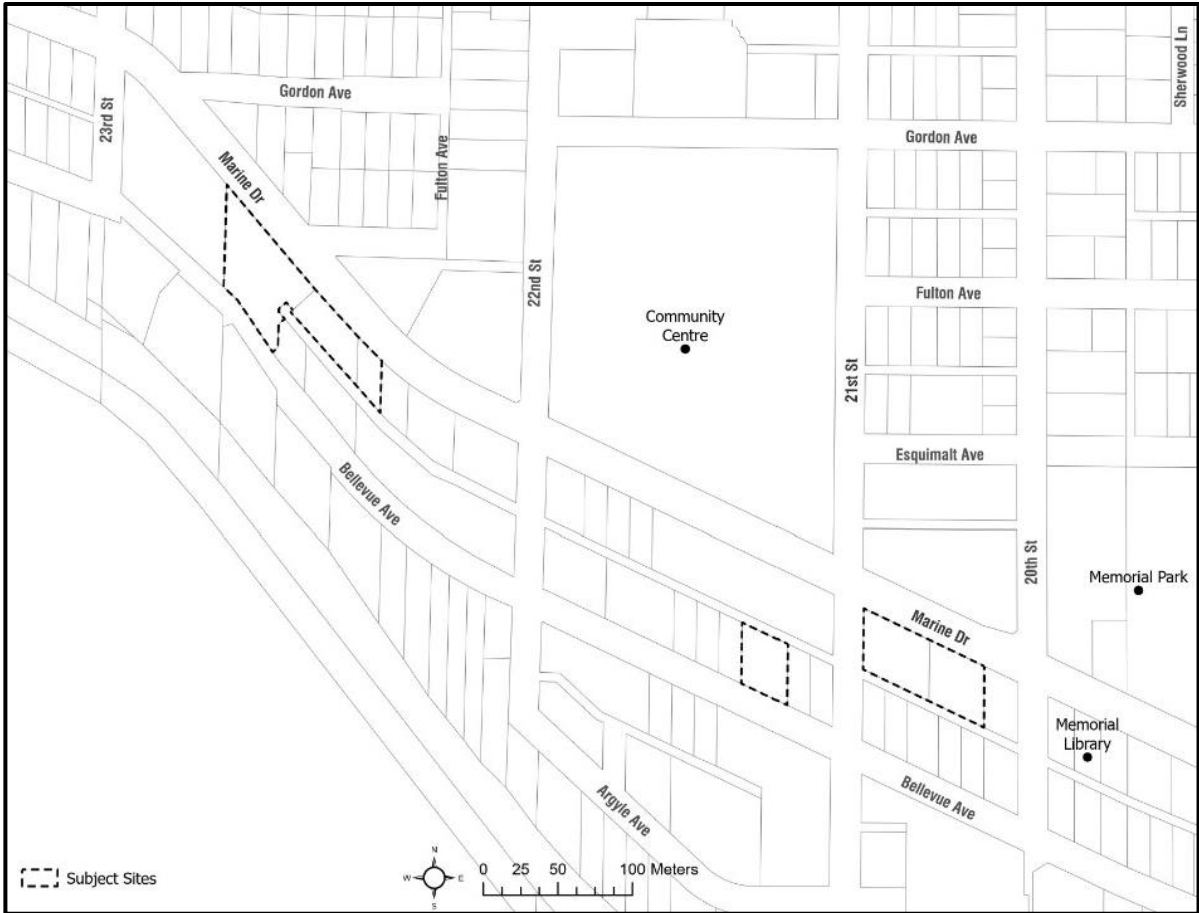 Sherwood Ln
Gordon Ave
23rd St
Gordon Ave
Marine Dr
Fulton Ave
22nd St
Fulton Ave
Community
Centre
21st St
Esquimalt Ave
Bellevue Ave
20th St
Memorial Park
Marine Dr
Memorial
Library
Bellevue Ave
Argyle Ave
N
W
E
S
0 25 50 100 Meters
Subject Sites